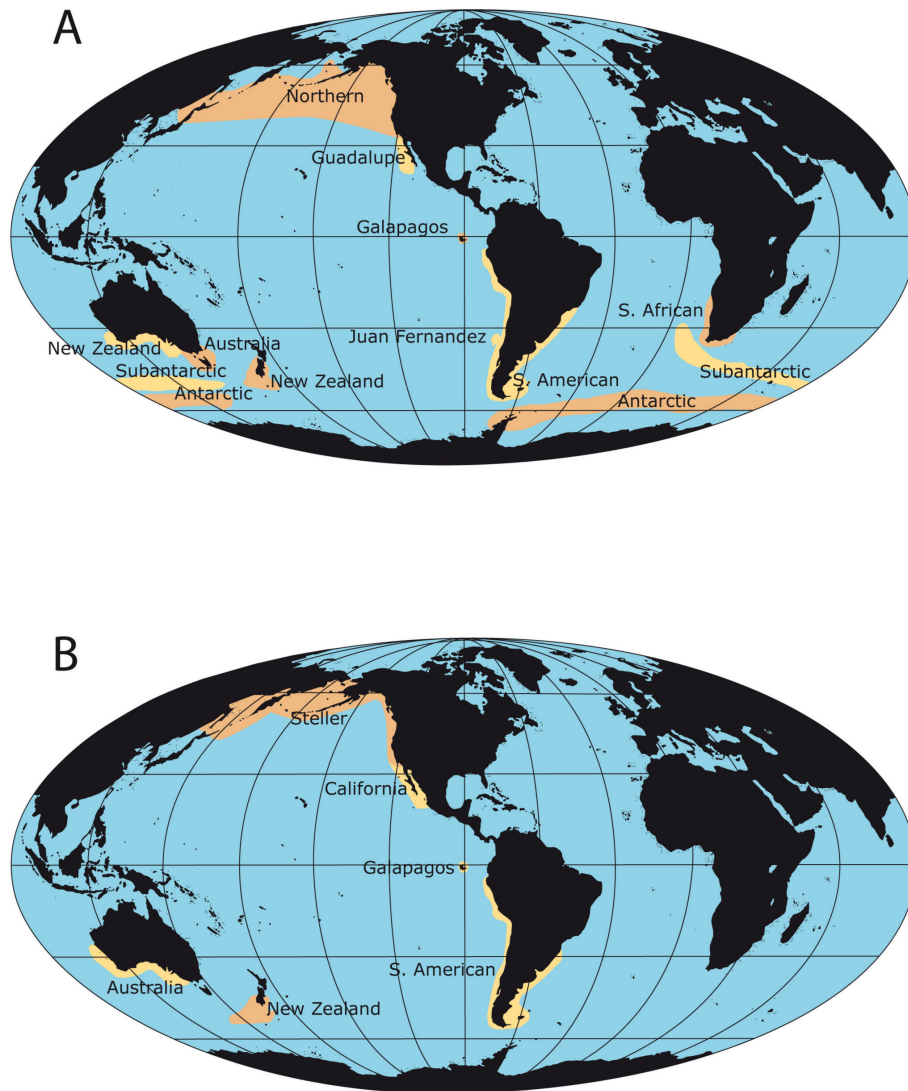 A
Northern
Guadalupe
Galapagos
S. African
Juan Fernandez
New Zealand
Australia
Subantarctic
New Zealand
S. American
Subantarctic
Antarctic
Antarctic
B
Steller
California
Galapagos
S. American
Australia
New Zealand